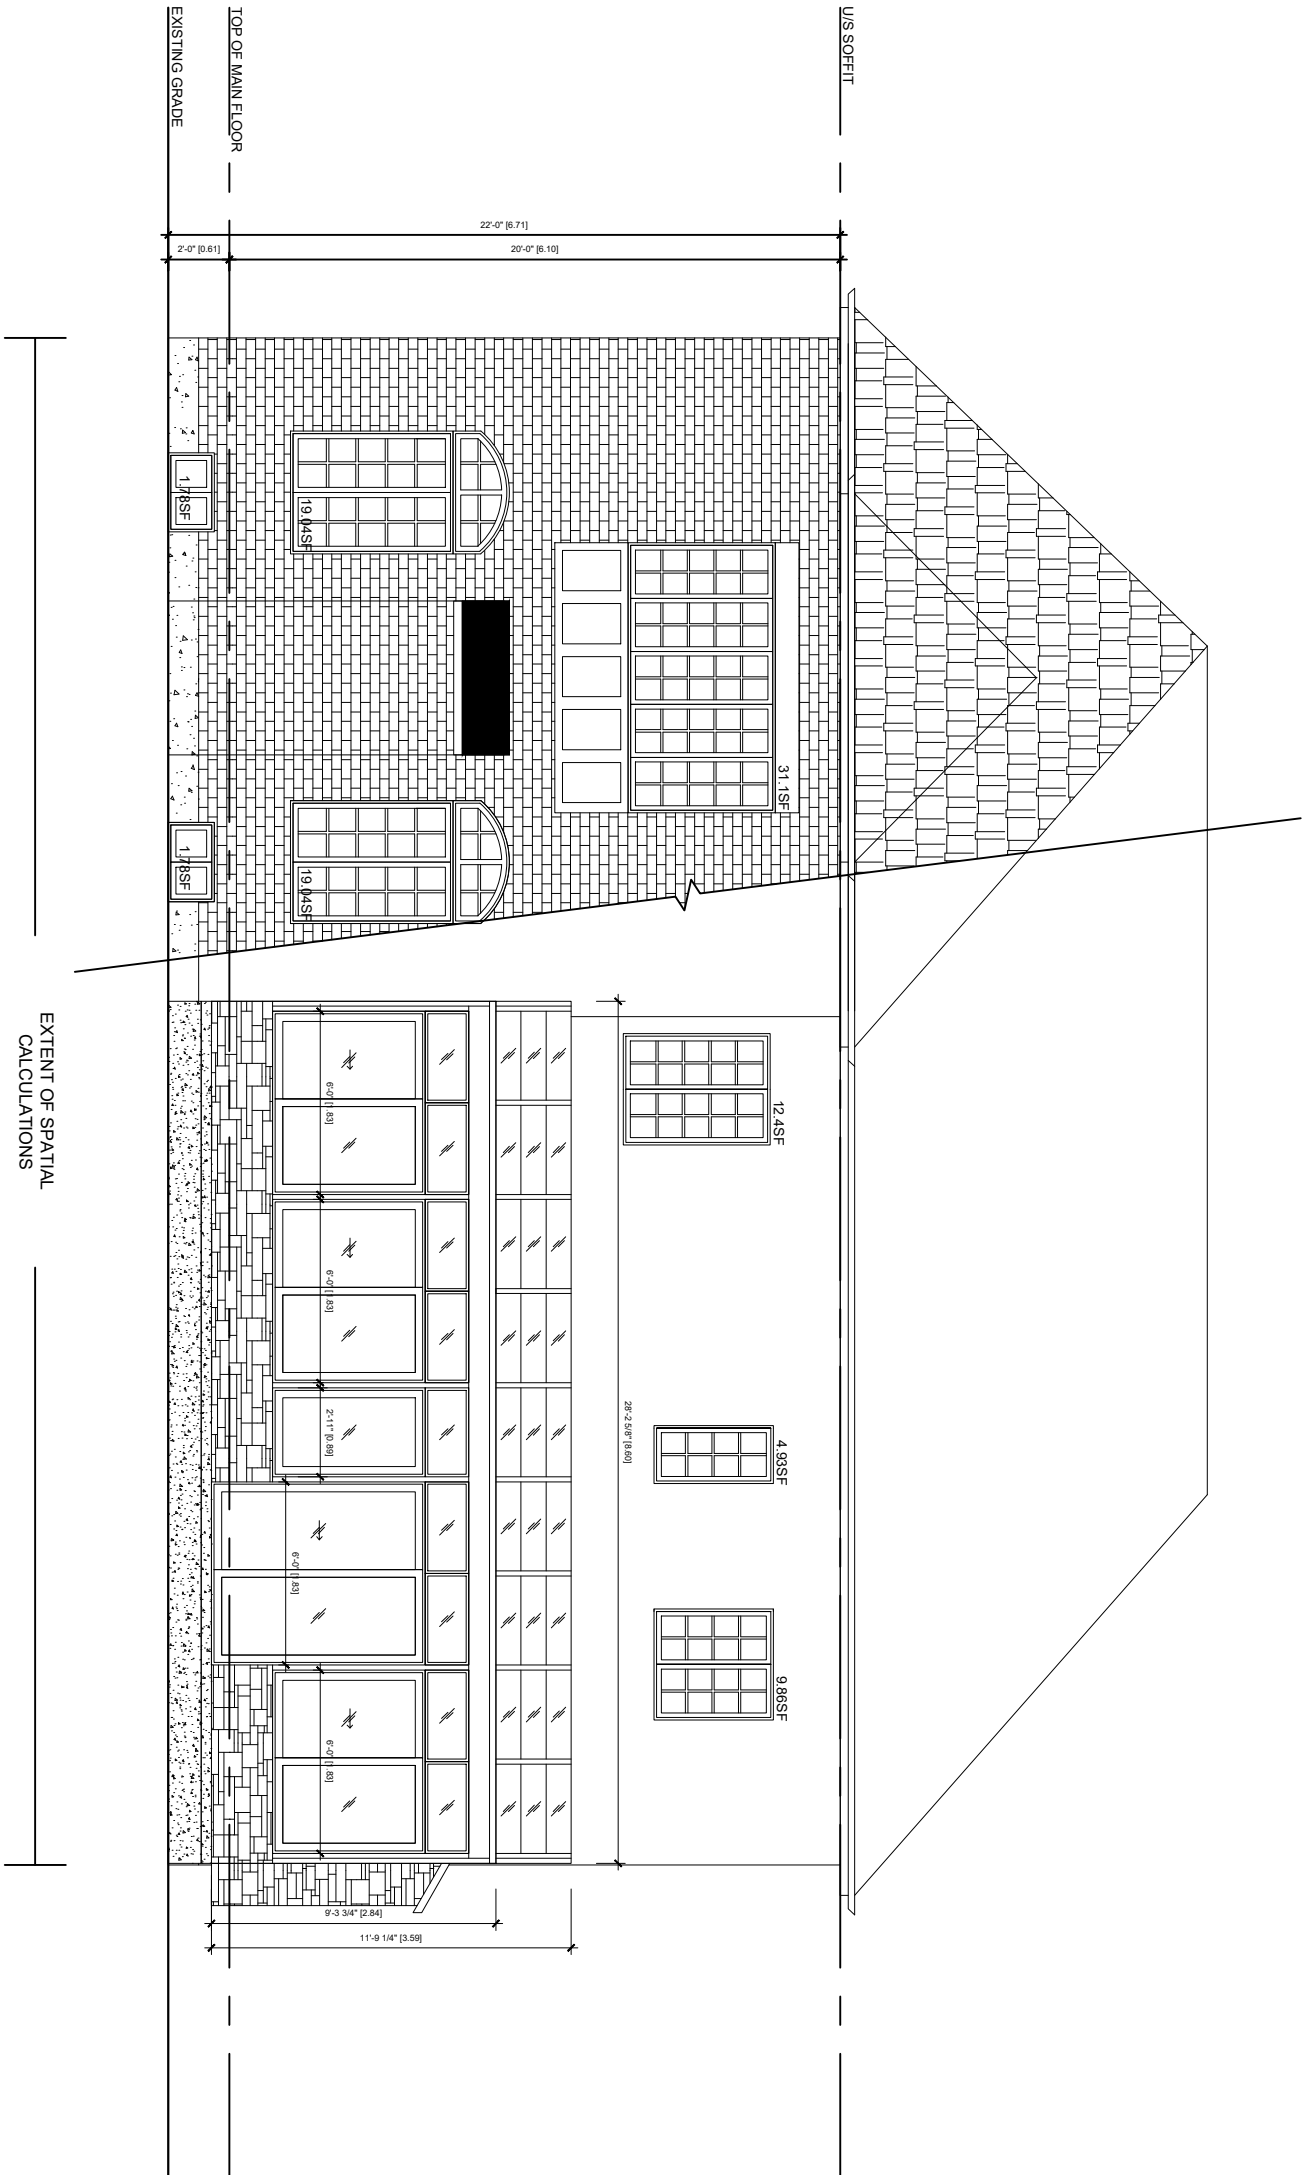 U/S SOFFIT
TOP OF MAIN FLOOR
EXISTING GRADE
22'-0" [6.71]
20'-0" [6.10]
2'-0" [0.61]
31.1SF
19.04SF
19.04SF
1.78SF
1.78SF
12.4SF
4.93SF
9.86SF
28'-2 5/8" [8.60]
6'-0" [1.83]
6'-0" [1.83]
2'-11" [0.89]
6'-0" [1.83]
6'-0" [1.83]
9'-3 3/4" [2.84]
11'-9 1/4" [3.59]
EXTENT OF SPATIAL
CALCULATIONS